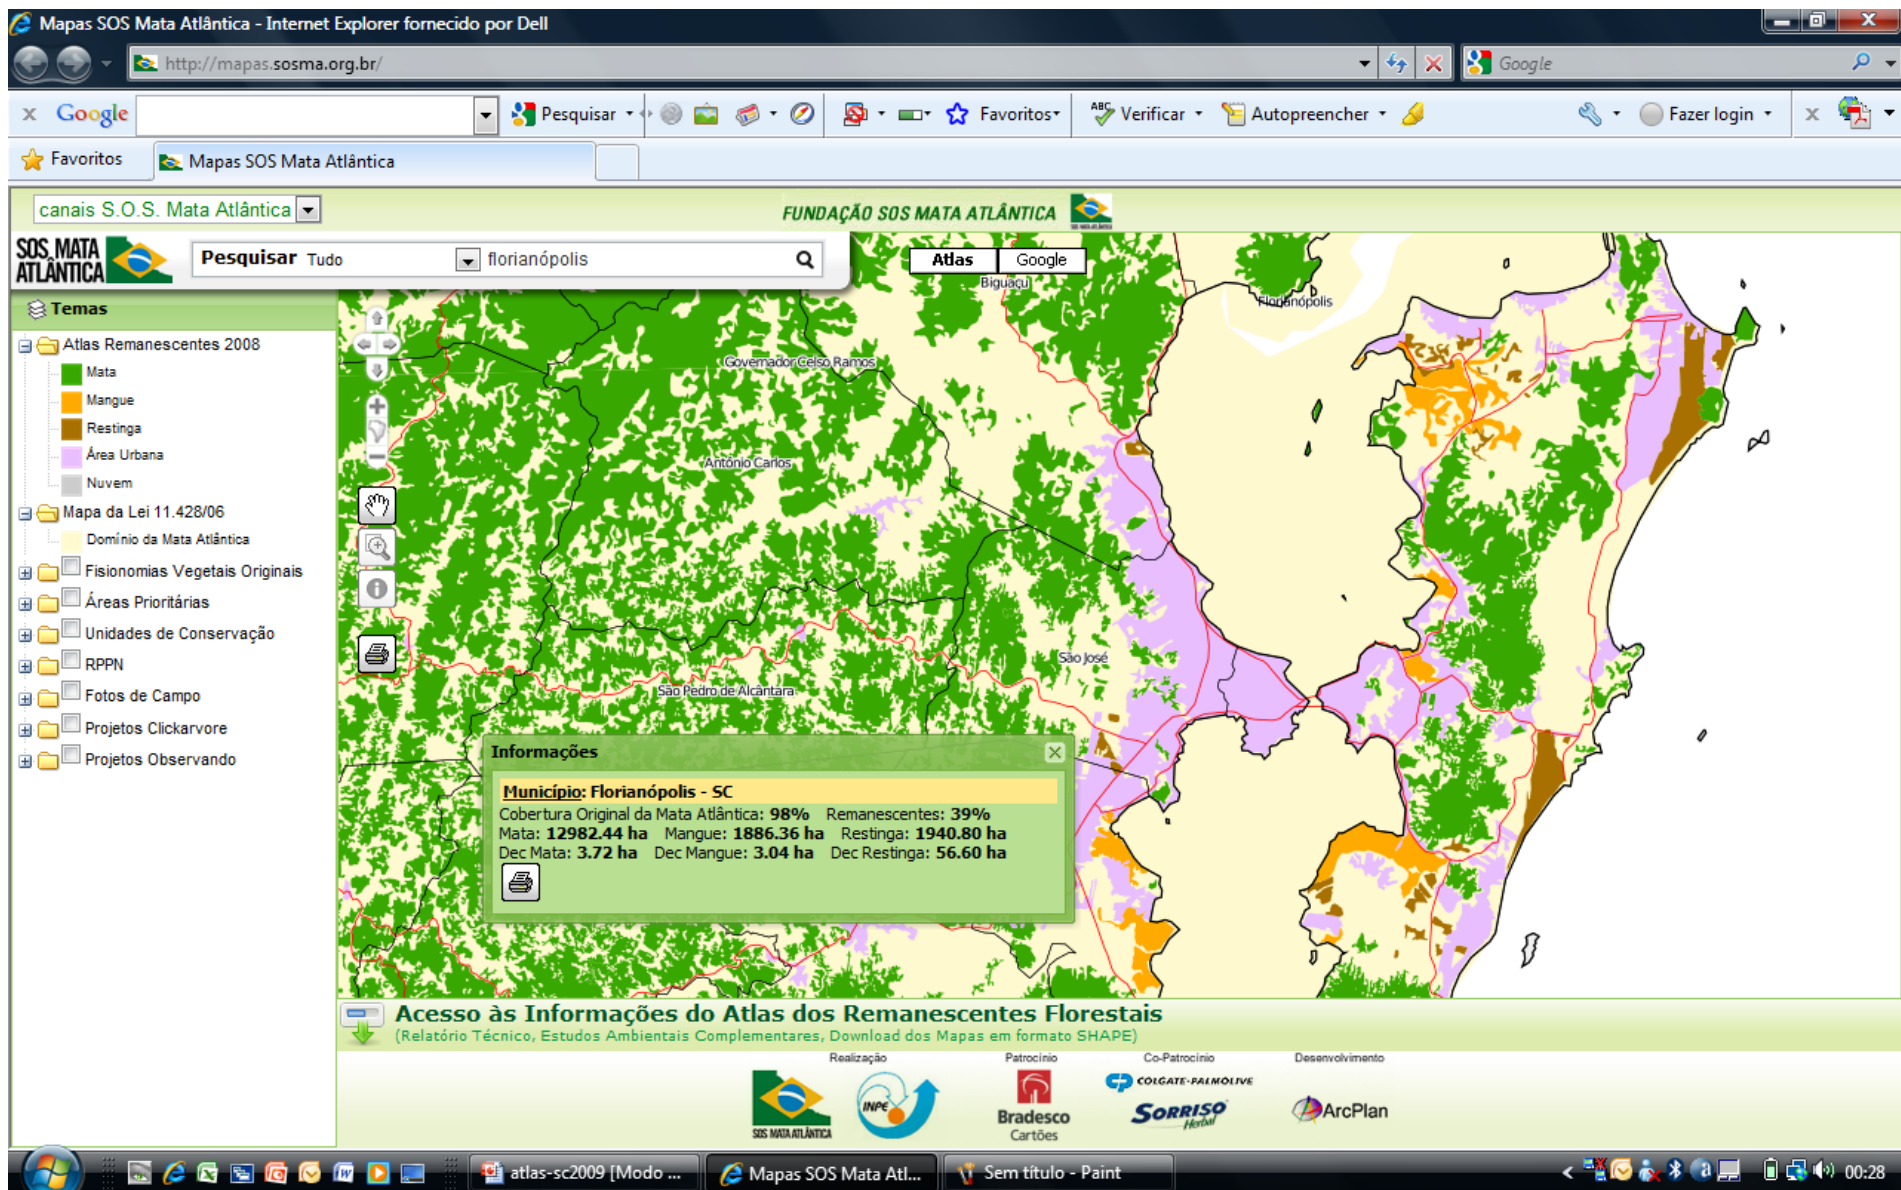 Mapas SOS Mata Atlântica - Internet Explorer fornecido por Dell
http://mapas.sosma.org.br/
Google
x Google Pesquisar Favoritos Verificar Autopreencher Fazer login x
Favoritos Mapas SOS Mata Atlântica
canais S.O.S. Mata Atlântica
FUNDAÇÃO SOS MATA ATLÂNTICA
SOS MATA ATLÂNTICA
Pesquisar Tudo florianópolis
Atlas Google
Temas
Atlas Remanescentes 2008
Mata
Mangue
Restinga
Área Urbana
Nuvem
Mapa da Lei 11.428/06
Domínio da Mata Atlântica
Fisionomias Vegetais Originais
Áreas Prioritárias
Unidades de Conservação
RPPN
Fotos de Campo
Projetos Clickarvore
Projetos Observando
Biguaçu
Florianópolis
Governador Celso Ramos
Antônio Carlos
São José
São Pedro de Alcântara
Informações
Município: Florianópolis - SC
Cobertura Original da Mata Atlântica: 98% Remanescentes: 39%
Mata: 12982.44 ha Mangue: 1886.36 ha Restinga: 1940.80 ha
Dec Mata: 3.72 ha Dec Mangue: 3.04 ha Dec Restinga: 56.60 ha
Acesso às Informações do Atlas dos Remanescentes Florestais
(Relatório Técnico, Estudos Ambientais Complementares, Download dos Mapas em formato SHAPE)
Realização Patrocínio Co-Patrocínio Desenvolvimento
SOS MATA ATLÂNTICA
INPE
Bradesco
Cartões
COLGATE-PALMOLIVE
SORRISO
Herbal
ArcPlan
atlas-sc2009 [Modo ... Mapas SOS Mata Atl... Sem título - Paint 00:28